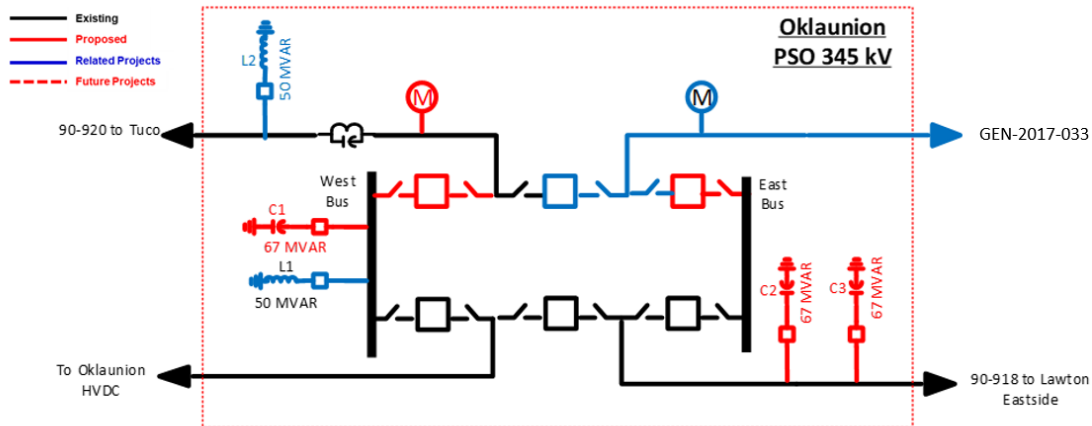 Existing
Proposed
Related Projects
Future Projects
Oklaunion
PSO 345 kV
L2
50 MVAR
M
M
90-920 to Tuco
GEN-2017-033
West
Bus
East
Bus
C1
67 MVAR
L1
50 MVAR
C2
67 MVAR
C3
67 MVAR
To Oklaunion
HVDC
90-918 to Lawton
Eastside